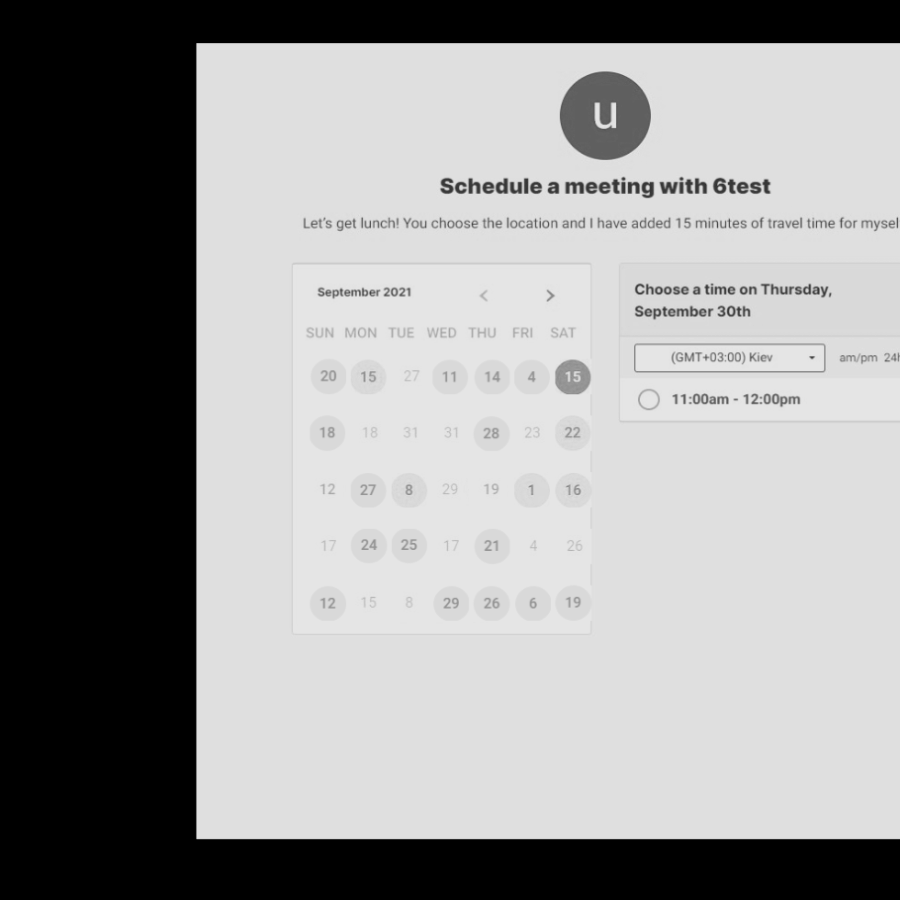 u
Schedule a meeting with 6test
Let's get lunch! You choose the location and I have added 15 minutes of travel time for mysel
September 2021
SUN MON TUE WED THU FRI SAT
20 15 27 11 14 4 15
18 18 31 31 28 23 22
12 27 8 29 19 1 16
17 24 25 17 21 4 26
12 15 8 29 26 6 19
Choose a time on Thursday,
September 30th
(GMT+03:00) Kiev am/pm 24h
11:00am - 12:00pm